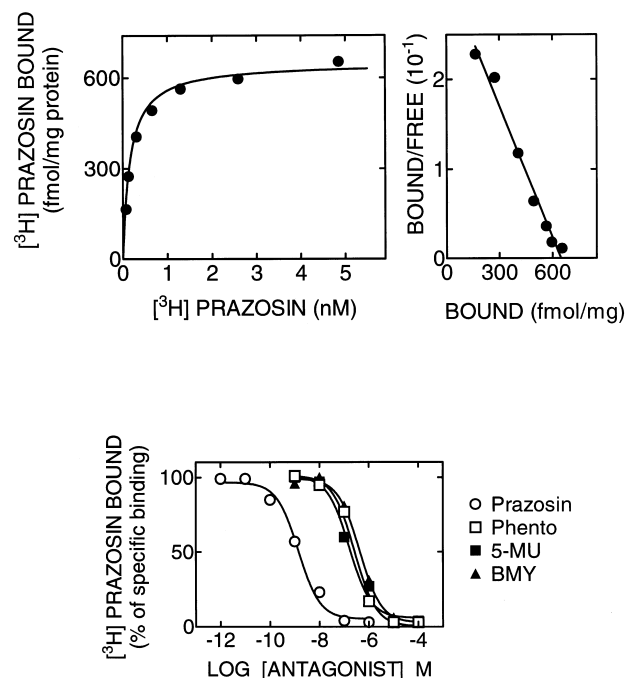 [³H] PRAZOSIN BOUND
(fmol/mg protein)
600
300
0
0 1 2 3 4 5
[³H] PRAZOSIN (nM)
BOUND/FREE (10⁻¹)
2
1
0
0 300 600
BOUND (fmol/mg)
[³H] PRAZOSIN BOUND
(% of specific binding)
100
50
0
-12 -10 -8 -6 -4
LOG [ANTAGONIST] M
Prazosin
Phento
5-MU
BMY